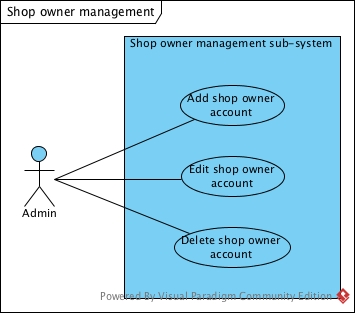 Shop owner management
Shop owner management sub-system
Add shop owner
account
Edit shop owner
account
Admin
Delete shop owner
account
Powered By Visual Paradigm Community Edition